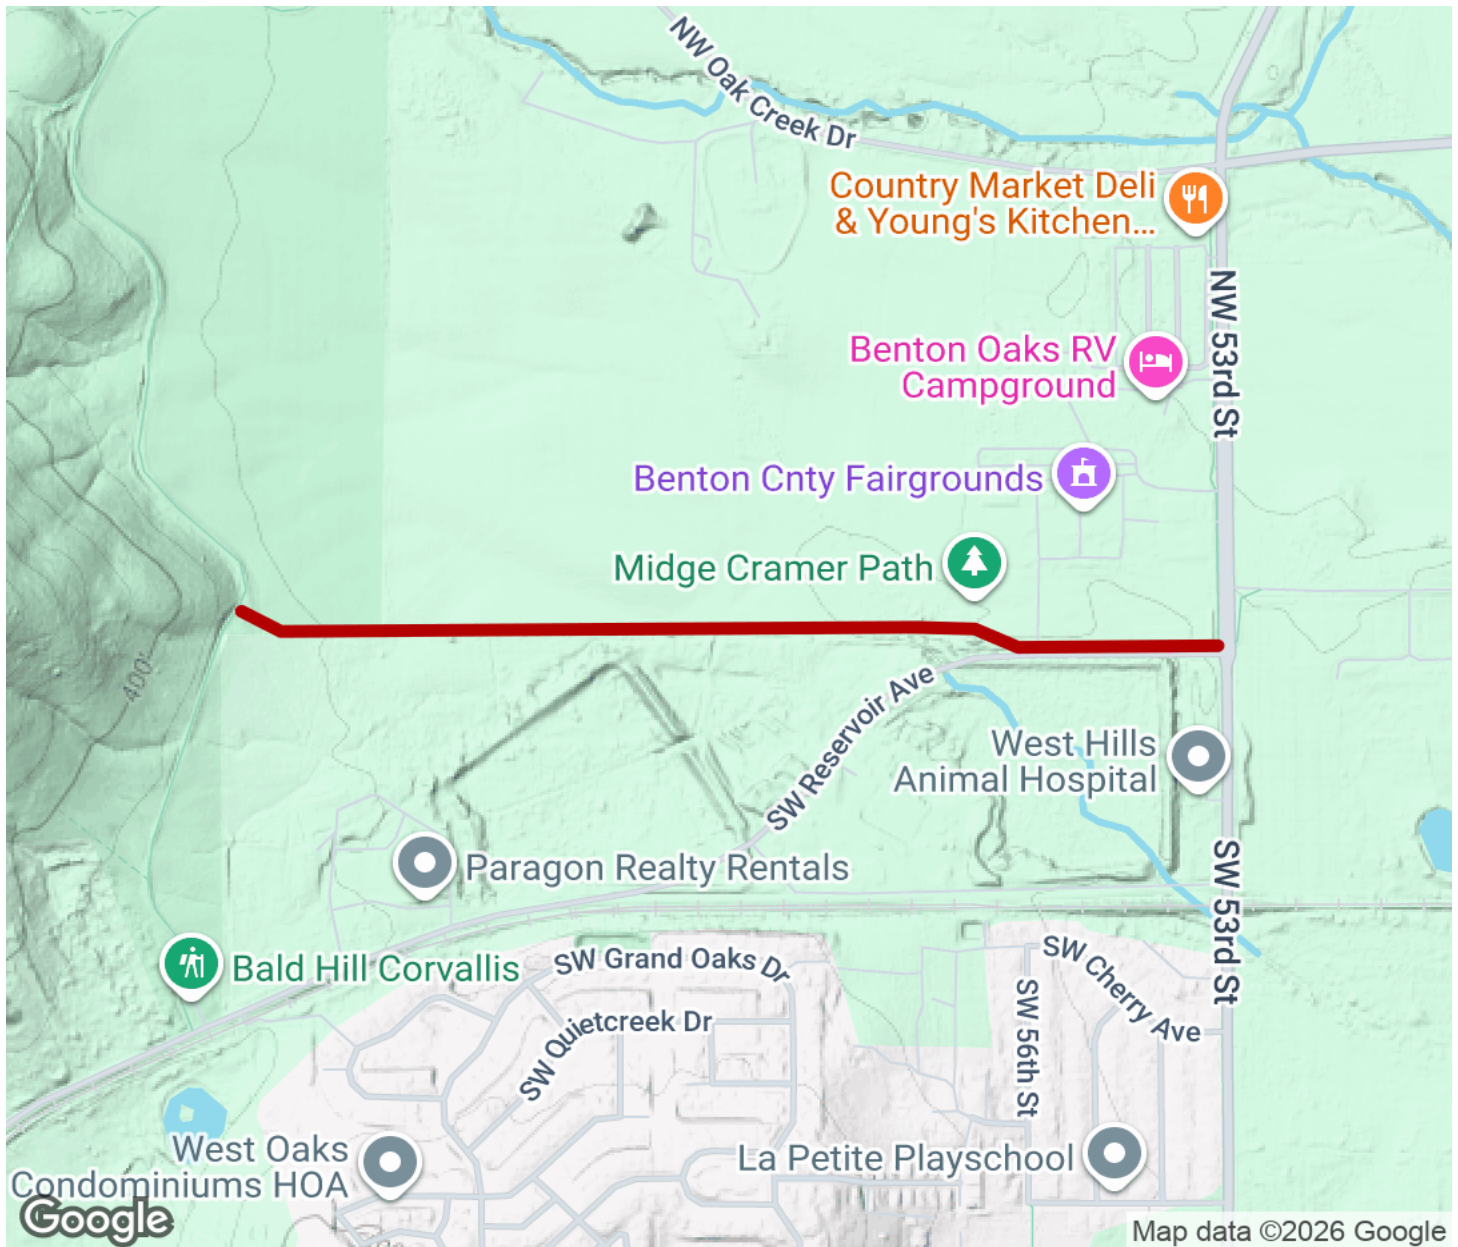 NW Oak Creek Dr
Country Market Deli
& Young's Kitchen...
NW 53rd St
Benton Oaks RV
Campground
Benton Cnty Fairgrounds
Midge Cramer Path
400'
SW Reservoir Ave
West Hills
Animal Hospital
Paragon Realty Rentals
SW 53rd St
Bald Hill Corvallis
SW Grand Oaks Dr
SW Cherry Ave
SW Quietcreek Dr
SW 56th St
West Oaks
Condominiums HOA
La Petite Playschool
Google
Map data ©2026 Google